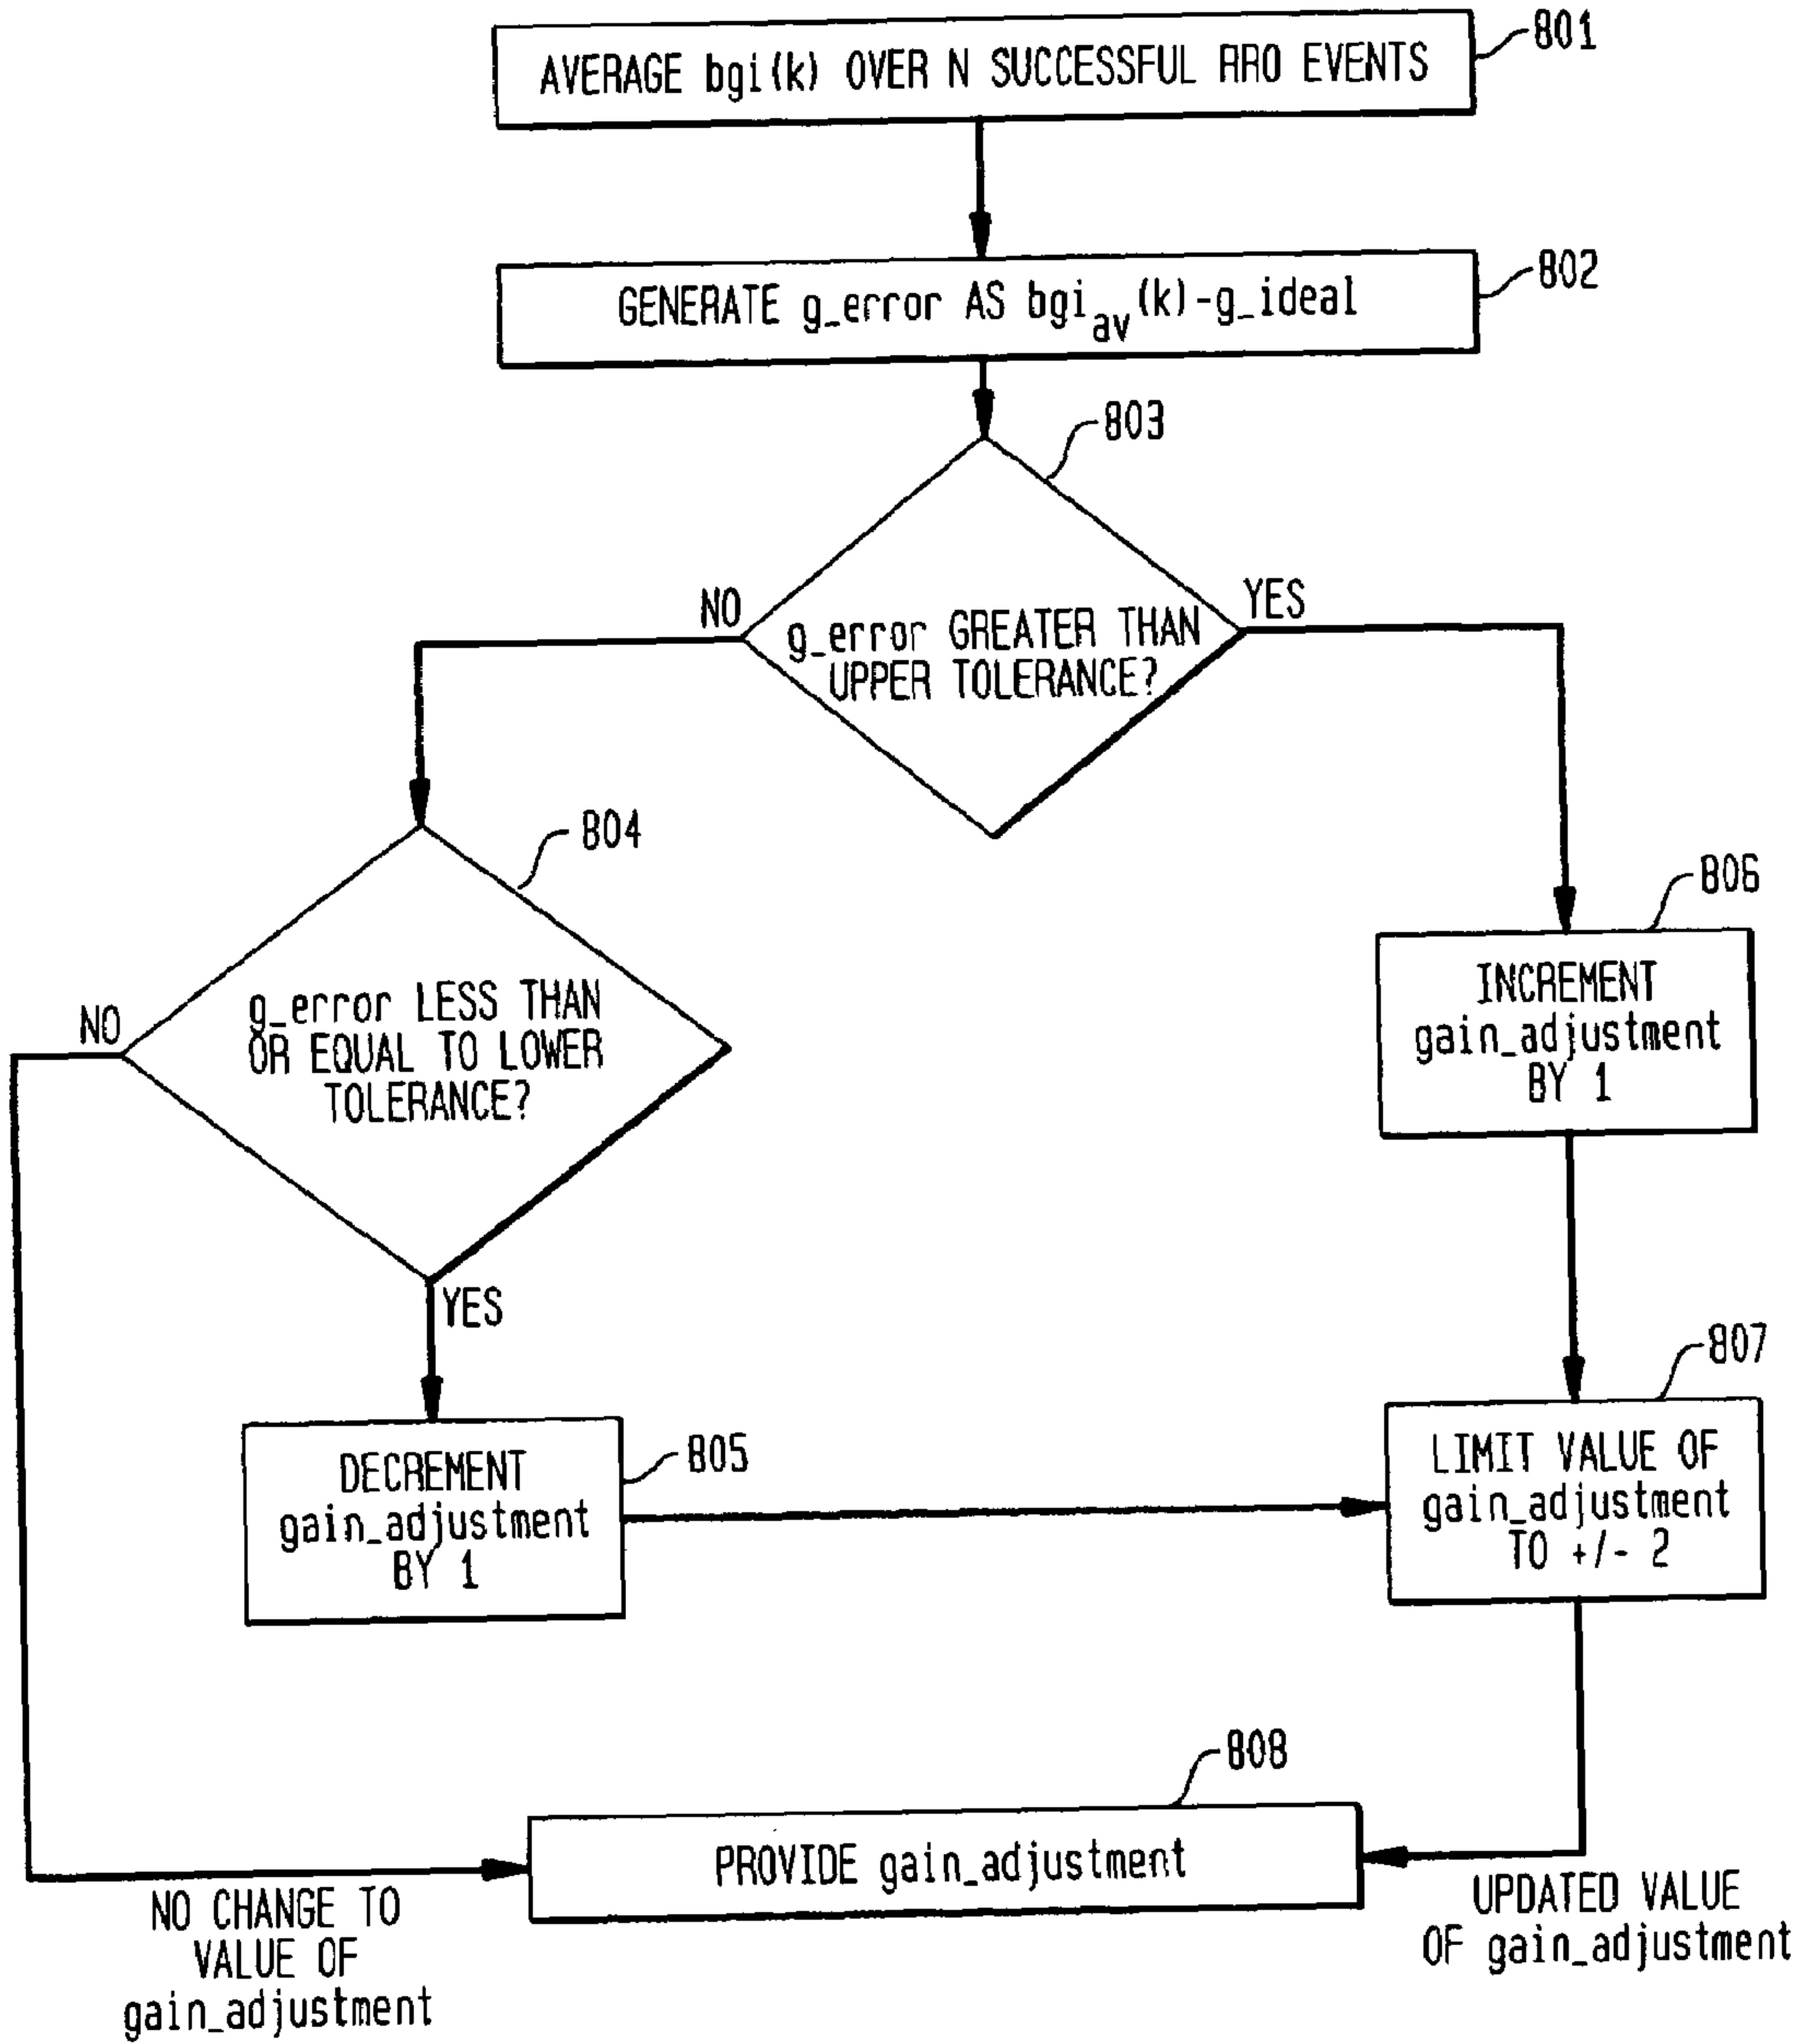 801
AVERAGE bgi(k) OVER N SUCCESSFUL RRO EVENTS
802
GENERATE g_error AS bgi_av(k)-g_ideal
803
NO
YES
g_error GREATER THAN
UPPER TOLERANCE?
804
806
NO
g_error LESS THAN
OR EQUAL TO LOWER
TOLERANCE?
INCREMENT
gain_adjustment
BY 1
YES
807
805
DECREMENT
gain_adjustment
BY 1
LIMIT VALUE OF
gain_adjustment
TO +/- 2
808
PROVIDE gain_adjustment
NO CHANGE TO
VALUE OF
gain_adjustment
UPDATED VALUE
OF gain_adjustment